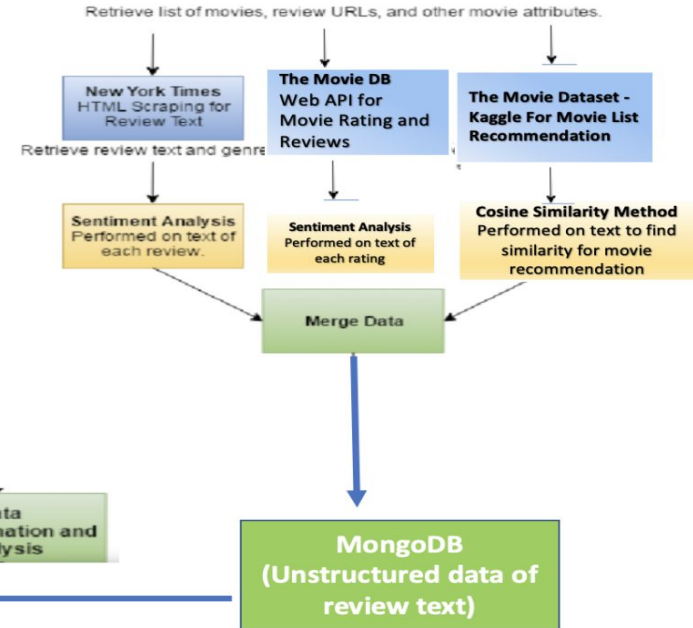 Retrieve list of movies, review URLs, and other movie attributes.
New York Times
HTML Scraping for
Review Text
The Movie DB
Web API for
Movie Rating and
Reviews
The Movie Dataset -
Kaggle For Movie List
Recommendation
Retrieve review text and genre
Sentiment Analysis
Performed on text of
each review.
Sentiment Analysis
Performed on text of
each rating
Cosine Similarity Method
Performed on text to find
similarity for movie
recommendation
Merge Data
and
MongoDB
(Unstructured data of
review text)